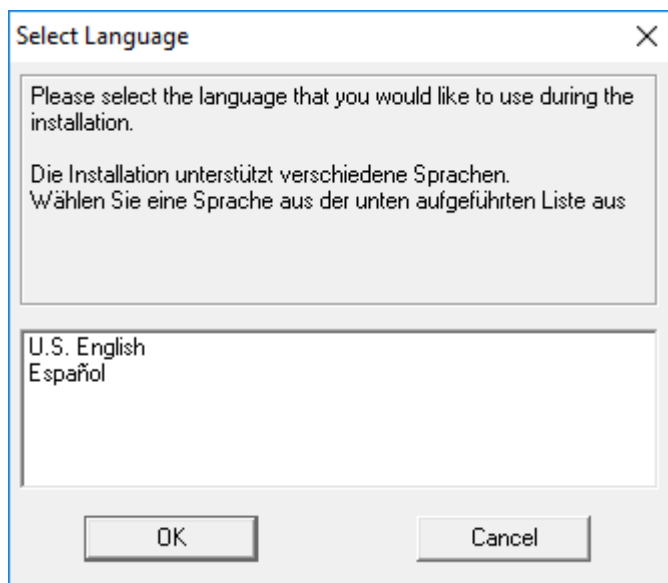 Select Language
Please select the language that you would like to use during the
installation.
Die Installation unterstützt verschiedene Sprachen.
Wählen Sie eine Sprache aus der unten aufgeführten Liste aus
U.S. English
Español
OK
Cancel